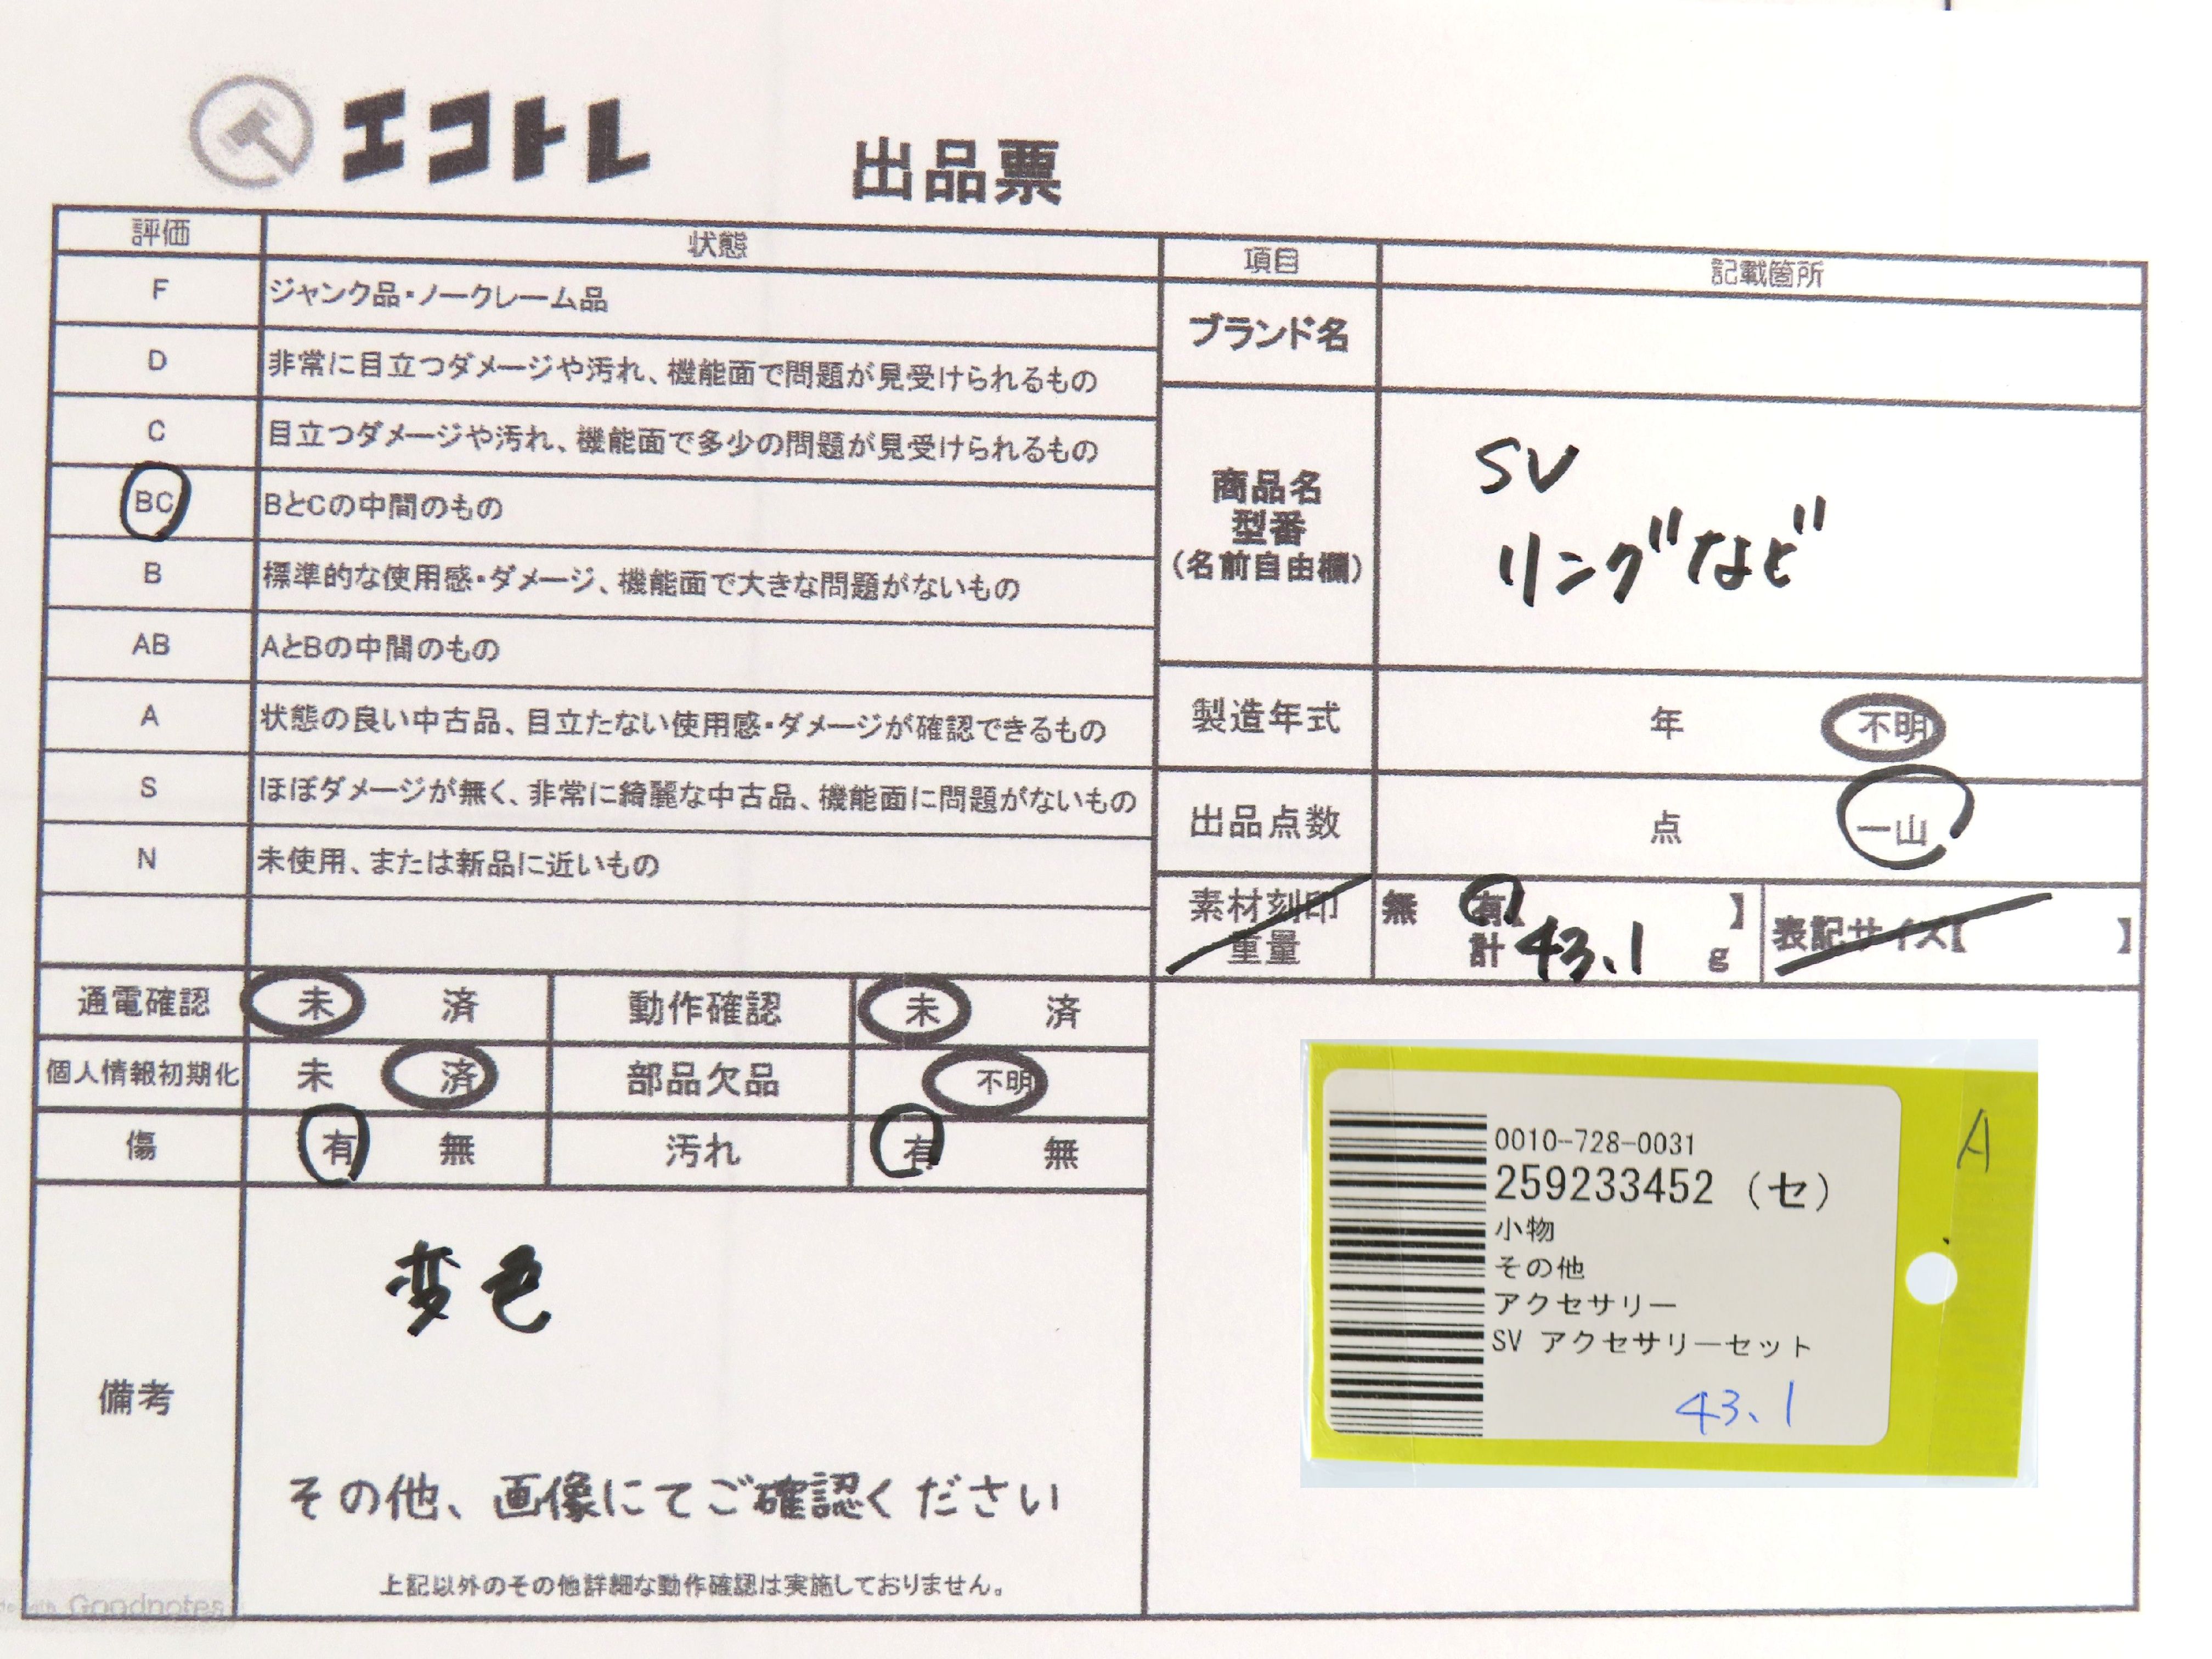 エコトレ
出品票
評価 状態
F ジャンク品・ノークレーム品
D 非常に目立つダメージや汚れ、機能面で問題が見受けられるもの
C 目立つダメージや汚れ、機能面で多少の問題が見受けられるもの
BC BとCの中間のもの
B 標準的な使用感・ダメージ、機能面で大きな問題がないもの
AB AとBの中間のもの
A 状態の良い中古品、目立たない使用感・ダメージが確認できるもの
S ほぼダメージが無く、非常に綺麗な中古品、機能面に問題がないもの
N 未使用、または新品に近いもの
項目 記載箇所
ブランド名
商品名
型番
(名前自由欄)
SV
リングなど
製造年式 年 不明
出品点数 点 一山
素材刻印
重量
無 有【 】
計 43.1 g
表記サイズ【 】
通電確認 未 済 動作確認 未 済
個人情報初期化 未 済 部品欠品 不明
傷 有 無 汚れ 有 無
備考
変色
その他、画像にてご確認ください
上記以外のその他詳細な動作確認は実施しておりません。
Goodnotes
0010-728-0031
259233452 (セ)
小物
その他
アクセサリー
SV アクセサリーセット
43.1
A